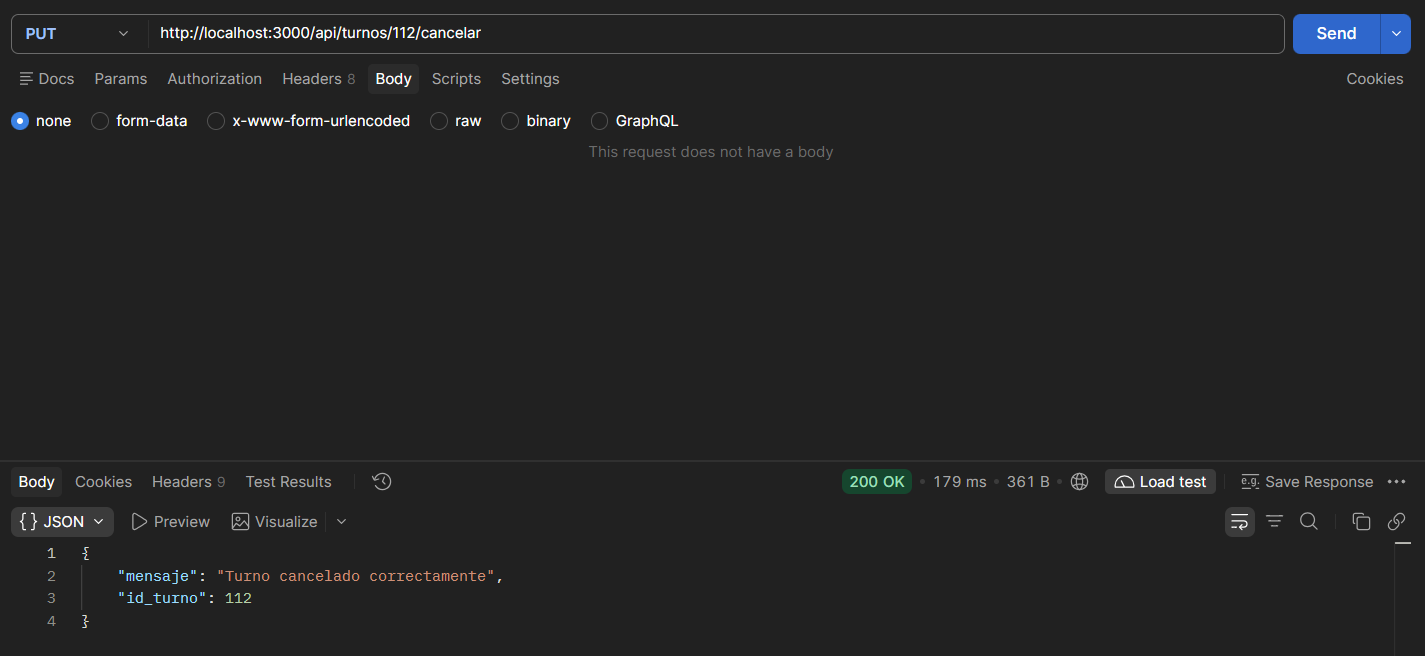 PUT http://localhost:3000/api/turnos/112/cancelar Send
Docs Params Authorization Headers 8 Body Scripts Settings Cookies
none form-data x-www-form-urlencoded raw binary GraphQL
This request does not have a body
Body Cookies Headers 9 Test Results 200 OK • 179 ms • 361 B • Load test e.g. Save Response
{} JSON Preview Visualize
1 {
2 "mensaje": "Turno cancelado correctamente",
3 "id_turno": 112
4 }